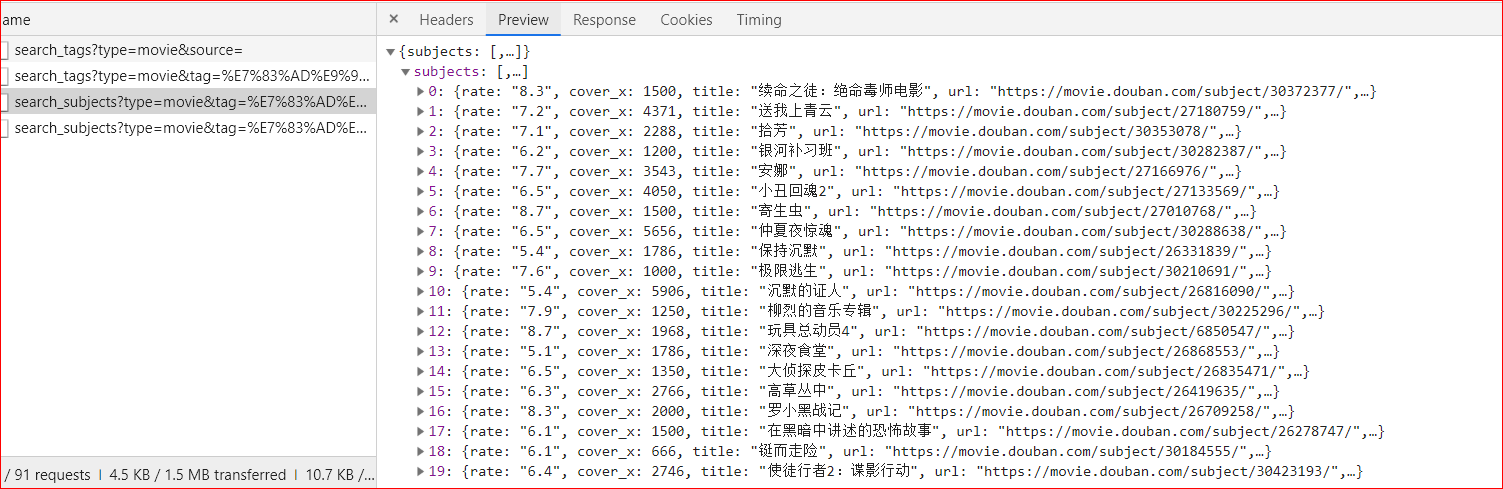 ame
× Headers Preview Response Cookies Timing
search_tags?type=movie&source=
search_tags?type=movie&tag=%E7%83%AD%E9%9...
search_subjects?type=movie&tag=%E7%83%AD%E...
search_subjects?type=movie&tag=%E7%83%AD%E...
/ 91 requests | 4.5 KB / 1.5 MB transferred | 10.7 KB /...
▼{subjects: [,…]}
▼subjects: [,…]
▶0: {rate: "8.3", cover_x: 1500, title: "续命之徒：绝命毒师电影", url: "https://movie.douban.com/subject/30372377/",…}
▶1: {rate: "7.2", cover_x: 4371, title: "送我上青云", url: "https://movie.douban.com/subject/27180759/",…}
▶2: {rate: "7.1", cover_x: 2288, title: "拾芳", url: "https://movie.douban.com/subject/30353078/",…}
▶3: {rate: "6.2", cover_x: 1200, title: "银河补习班", url: "https://movie.douban.com/subject/30282387/",…}
▶4: {rate: "7.7", cover_x: 3543, title: "安娜", url: "https://movie.douban.com/subject/27166976/",…}
▶5: {rate: "6.5", cover_x: 4050, title: "小丑回魂2", url: "https://movie.douban.com/subject/27133569/",…}
▶6: {rate: "8.7", cover_x: 1500, title: "寄生虫", url: "https://movie.douban.com/subject/27010768/",…}
▶7: {rate: "6.5", cover_x: 5656, title: "仲夏夜惊魂", url: "https://movie.douban.com/subject/30288638/",…}
▶8: {rate: "5.4", cover_x: 1786, title: "保持沉默", url: "https://movie.douban.com/subject/26331839/",…}
▶9: {rate: "7.6", cover_x: 1000, title: "极限逃生", url: "https://movie.douban.com/subject/30210691/",…}
▶10: {rate: "5.4", cover_x: 5906, title: "沉默的证人", url: "https://movie.douban.com/subject/26816090/",…}
▶11: {rate: "7.9", cover_x: 1250, title: "柳烈的音乐专辑", url: "https://movie.douban.com/subject/30225296/",…}
▶12: {rate: "8.7", cover_x: 1968, title: "玩具总动员4", url: "https://movie.douban.com/subject/6850547/",…}
▶13: {rate: "5.1", cover_x: 1786, title: "深夜食堂", url: "https://movie.douban.com/subject/26868553/",…}
▶14: {rate: "6.5", cover_x: 1350, title: "大侦探皮卡丘", url: "https://movie.douban.com/subject/26835471/",…}
▶15: {rate: "6.3", cover_x: 2766, title: "高草丛中", url: "https://movie.douban.com/subject/26419635/",…}
▶16: {rate: "8.3", cover_x: 2000, title: "罗小黑战记", url: "https://movie.douban.com/subject/26709258/",…}
▶17: {rate: "6.1", cover_x: 1500, title: "在黑暗中讲述的恐怖故事", url: "https://movie.douban.com/subject/26278747/",…}
▶18: {rate: "6.1", cover_x: 666, title: "铤而走险", url: "https://movie.douban.com/subject/30184555/",…}
▶19: {rate: "6.4", cover_x: 2746, title: "使徒行者2：谍影行动", url: "https://movie.douban.com/subject/30423193/",…}